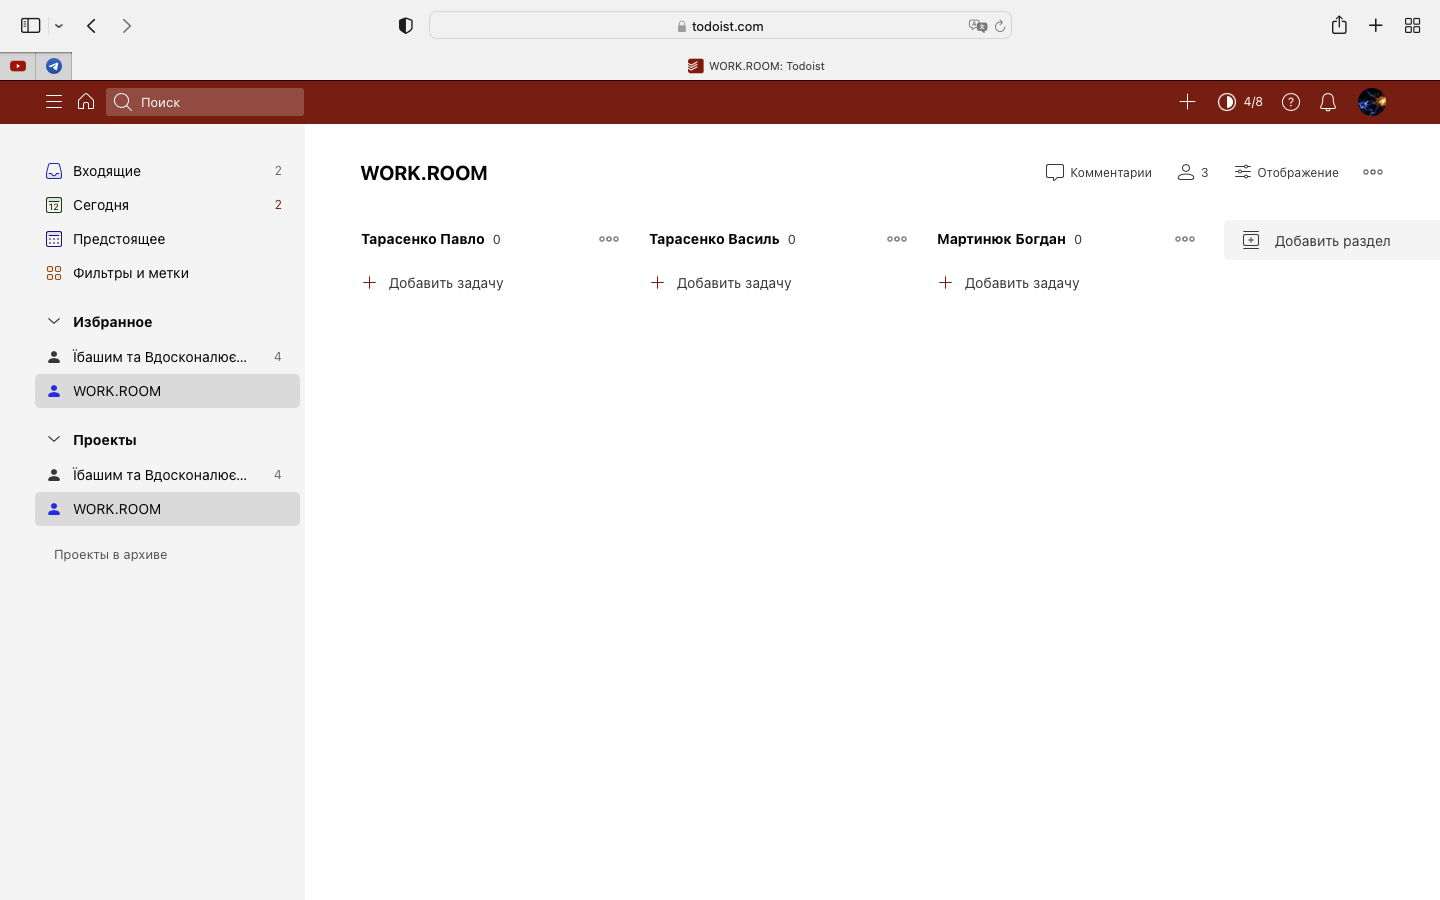 todoist.com
WORK.ROOM: Todoist
Поиск
4/8
Входящие 2
Сегодня 2
12
Предстоящее
Фильтры и метки
Избранное
Їбашим та Вдосконалює... 4
WORK.ROOM
Проекты
Їбашим та Вдосконалює... 4
WORK.ROOM
Проекты в архиве
WORK.ROOM
Комментарии
3
Отображение
Тарасенко Павло 0
Добавить задачу
Тарасенко Василь 0
Добавить задачу
Мартинюк Богдан 0
Добавить задачу
Добавить раздел